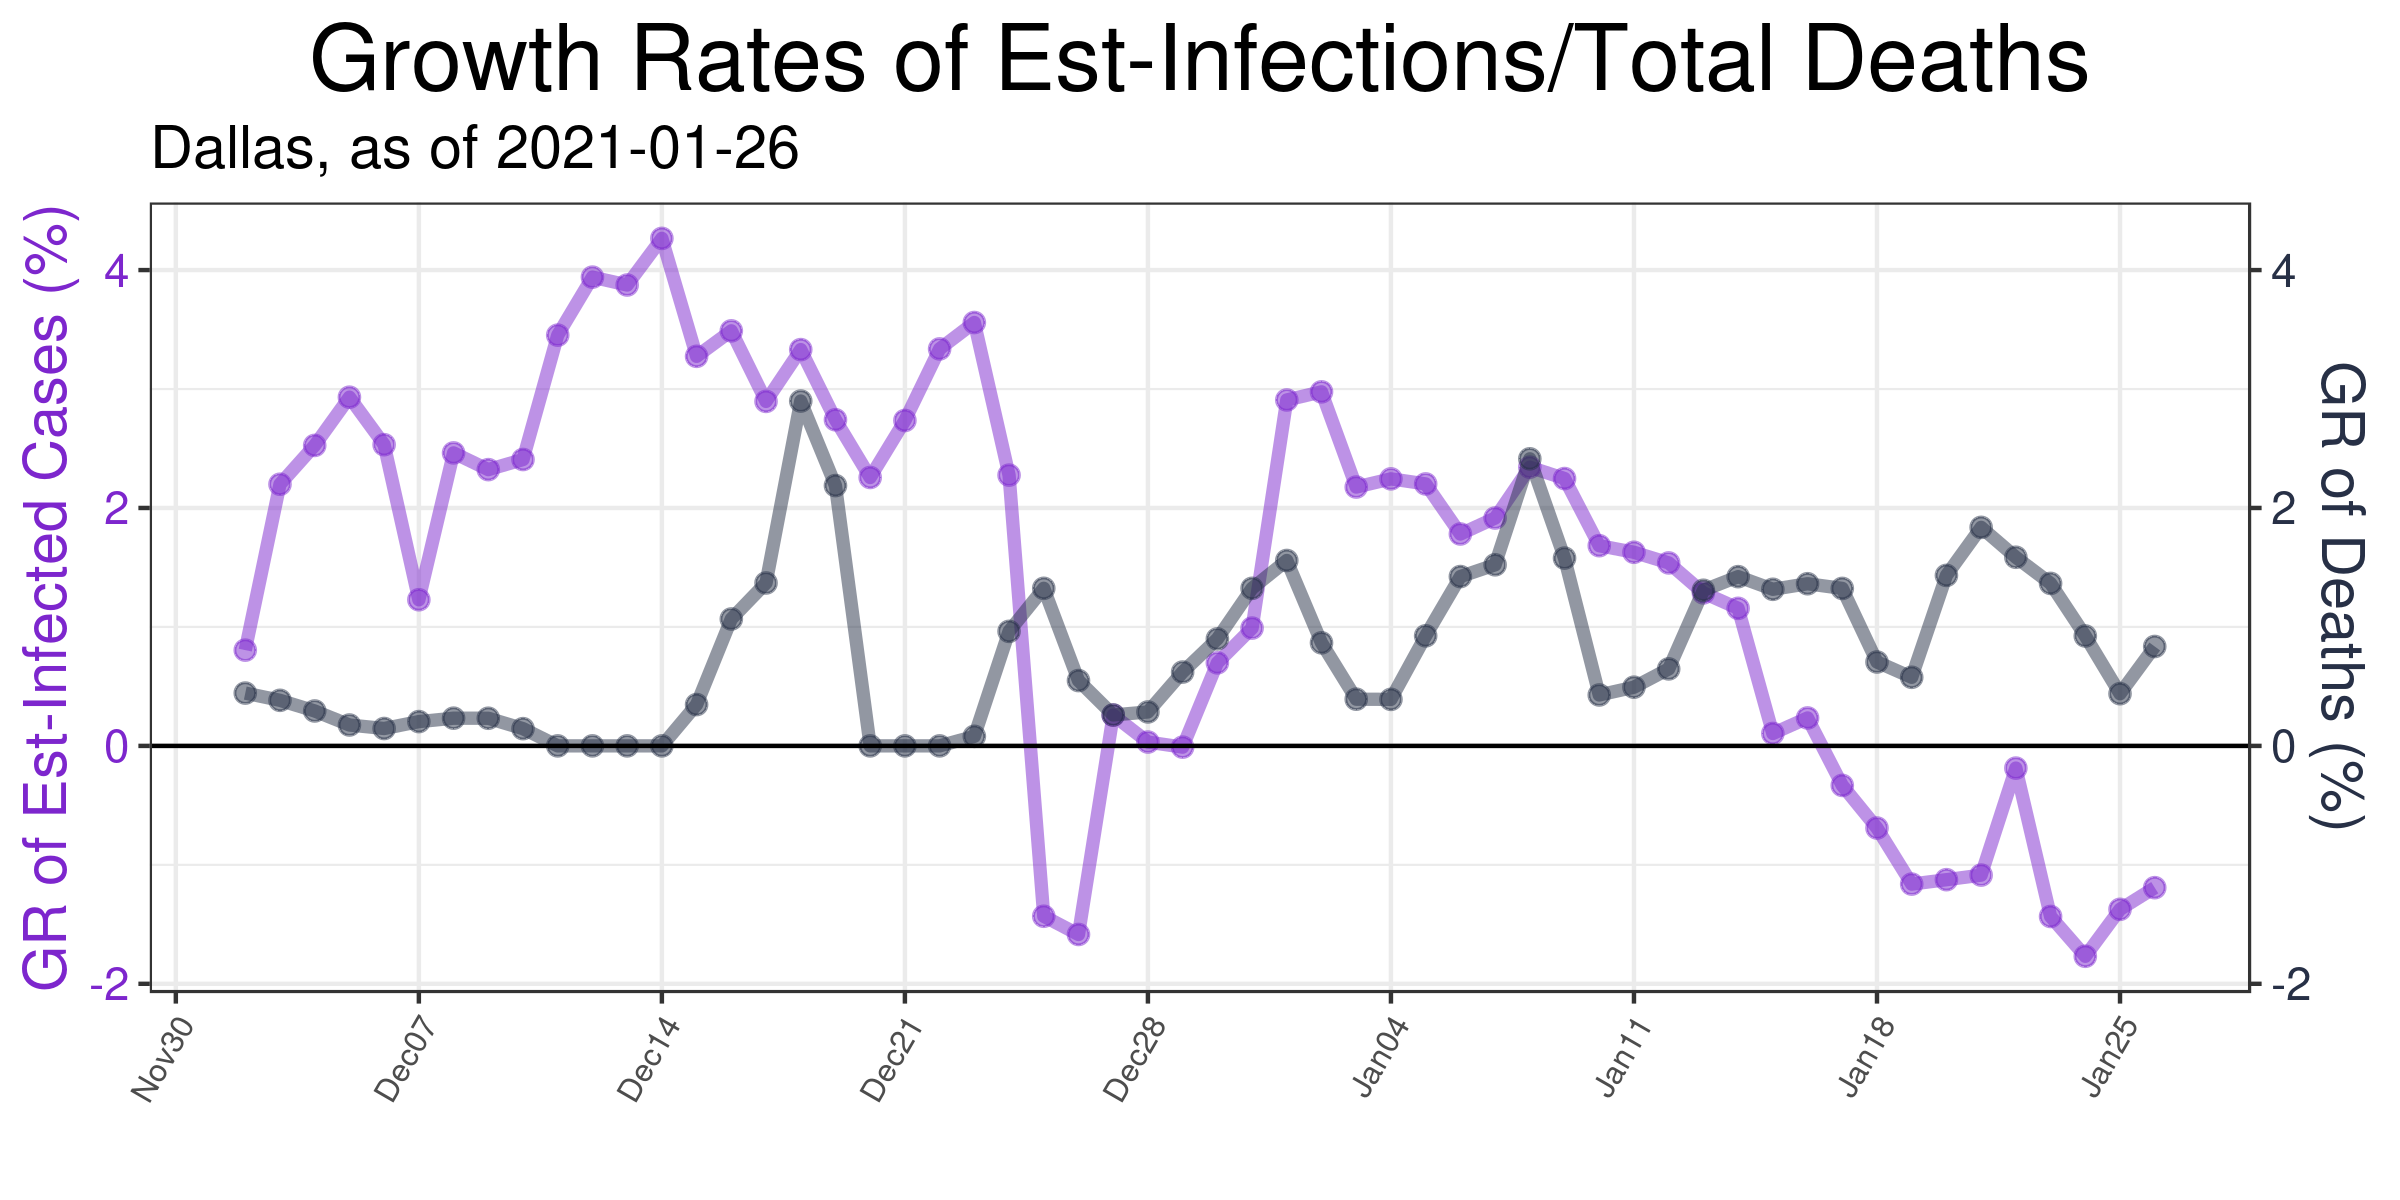 Growth Rates of Est-Infections/Total Deaths
Dallas, as of 2021-01-26
GR of Est-Infected Cases (%)
4
2
0
-2
GR of Deaths (%)
4
2
0
-2
Nov30
Dec07
Dec14
Dec21
Dec28
Jan04
Jan11
Jan18
Jan25